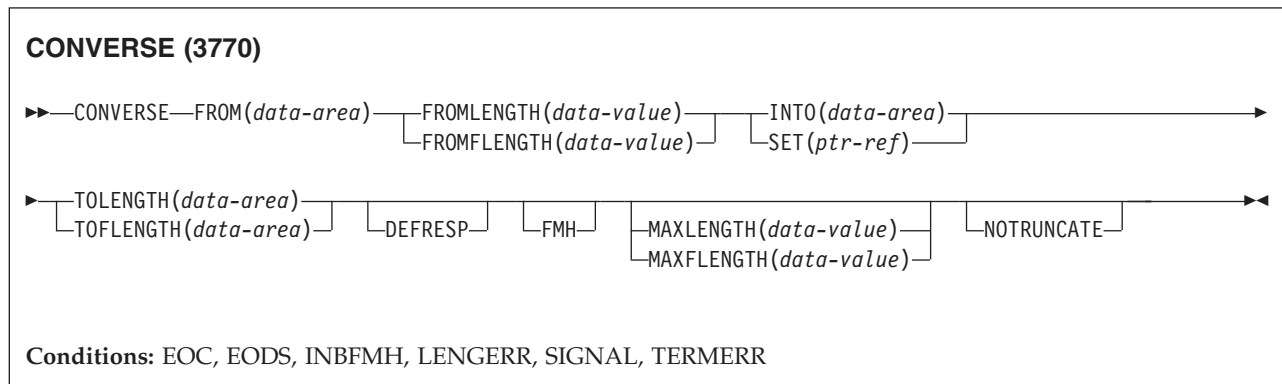 CONVERSE (3770)
CONVERSE FROM(data-area) FROMLENGTH(data-value) INTO(data-area)
FROMFLENGTH(data-value) SET(ptr-ref)
TOLENGTH(data-area)
TOFLENGTH(data-area) DEFRESP FMH MAXLENGTH(data-value) NOTRUNCATE
MAXFLENGTH(data-value)
Conditions: EOC, EODS, INBFMH, LENGERR, SIGNAL, TERMERR